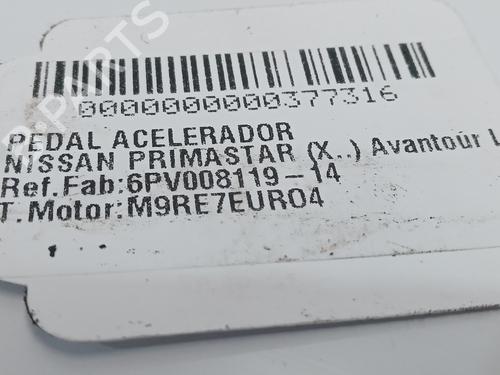 0000000000377316
PEDAL ACELERADOR
NISSAN PRIMASTAR (X..) Avantour L
Ref.Fab:6PV008119-14
T.Motor:M9RE7EURO4